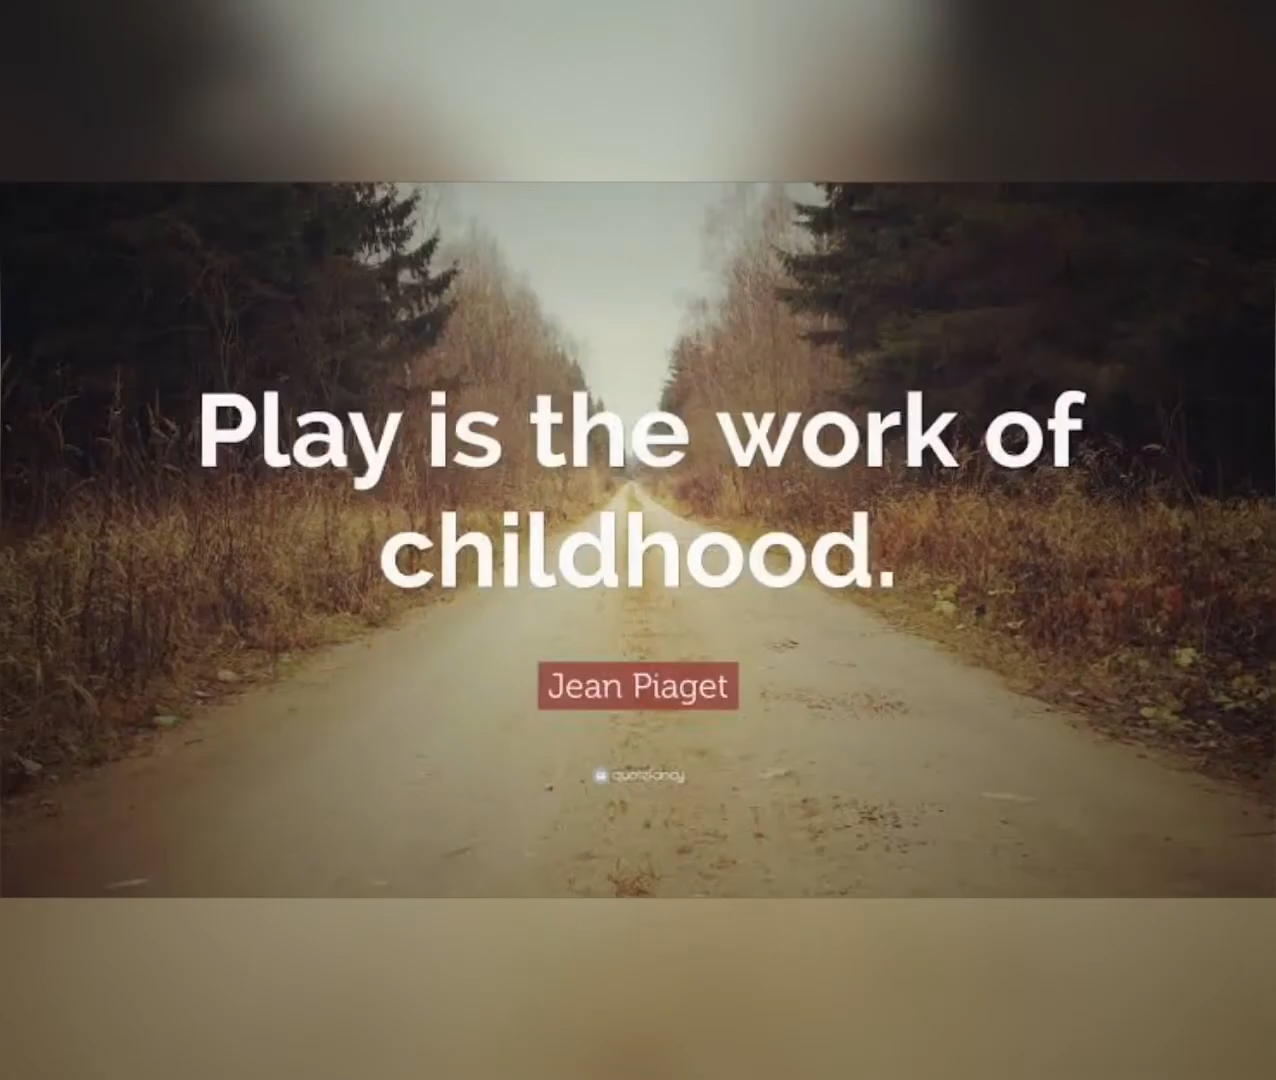 Play is the work of
childhood.
Jean Piaget
quotefancy